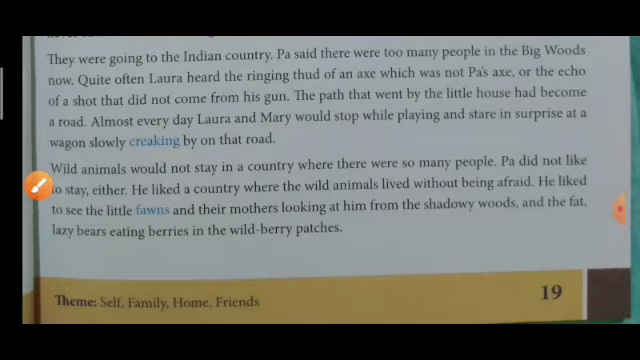 They were going to the Indian country. Pa said there were too many people in the Big Woods
now. Quite often Laura heard the ringing thud of an axe which was not Pa's axe, or the echo
of a shot that did not come from his gun. The path that went by the little house had become
a road. Almost every day Laura and Mary would stop while playing and stare in surprise at a
wagon slowly creaking by on that road.
Wild animals would not stay in a country where there were so many people. Pa did not like
to stay, either. He liked a country where the wild animals lived without being afraid. He liked
to see the little fawns and their mothers looking at him from the shadowy woods, and the fat,
lazy bears eating berries in the wild-berry patches.
Theme: Self, Family, Home, Friends
19